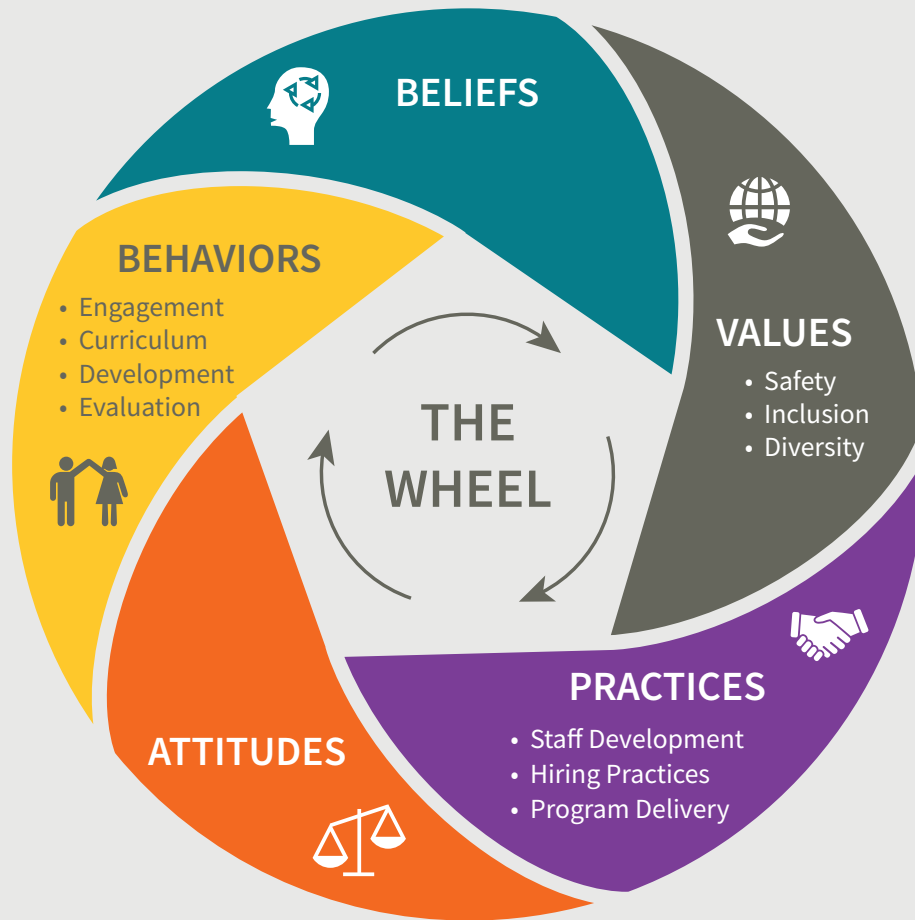 BELIEFS
VALUES
• Safety
• Inclusion
• Diversity
PRACTICES
• Staff Development
• Hiring Practices
• Program Delivery
ATTITUDES
BEHAVIORS
• Engagement
• Curriculum
• Development
• Evaluation
THE
WHEEL